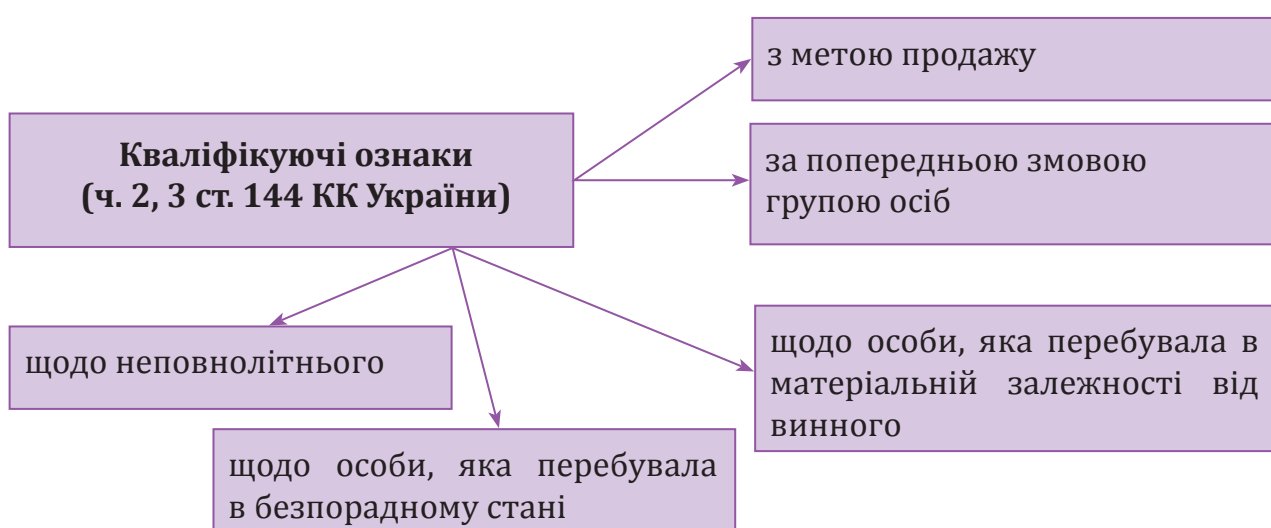 з метою продажу
Кваліфікуючі ознаки
(ч. 2, 3 ст. 144 КК України)
за попередньою змовою
групою осіб
щодо неповнолітнього
щодо особи, яка перебувала в
матеріальній залежності від
винного
щодо особи, яка перебувала
в безпорадному стані